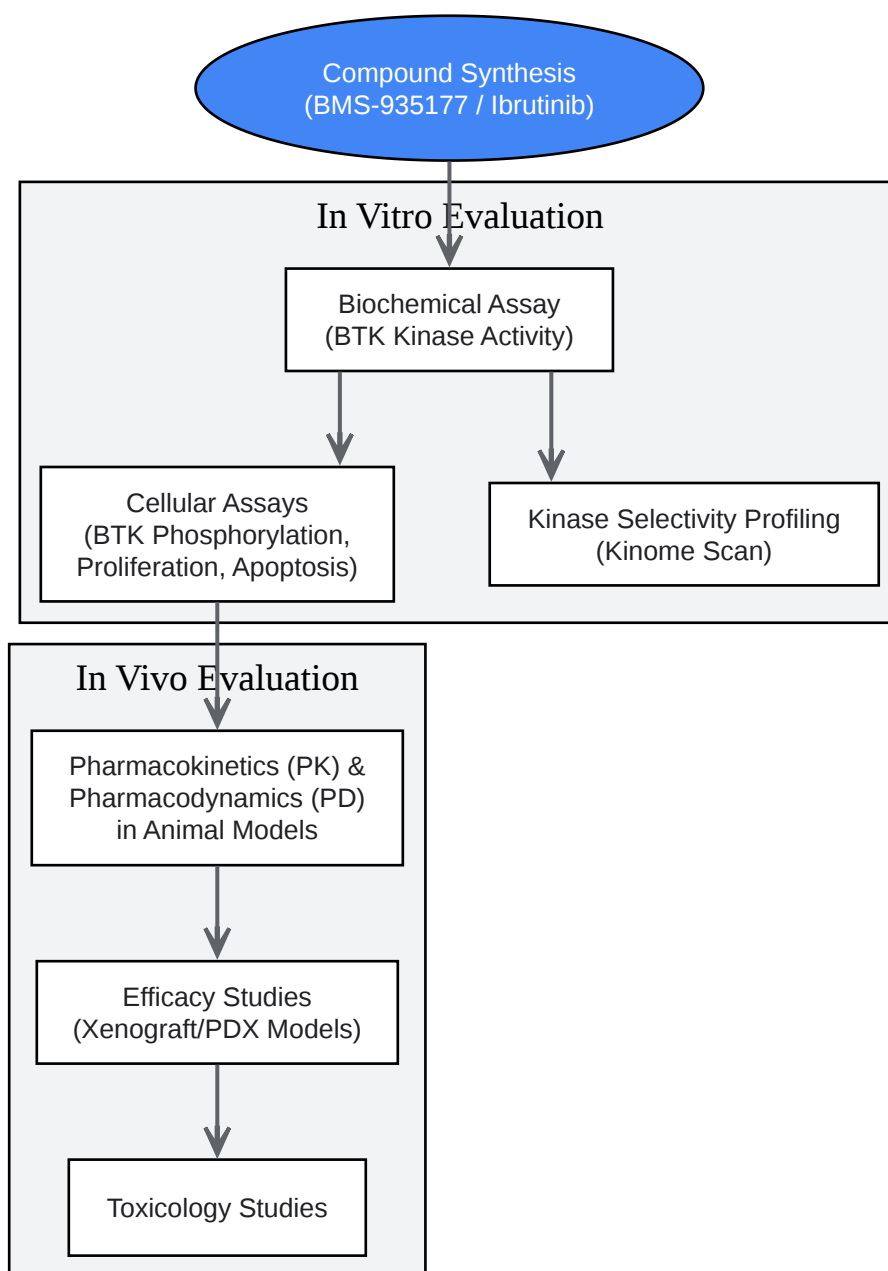 Compound Synthesis
(BMS-935177 / Ibrutinib)
In Vitro Evaluation
Biochemical Assay
(BTK Kinase Activity)
Cellular Assays
(BTK Phosphorylation,
Proliferation, Apoptosis)
Kinase Selectivity Profiling
(Kinome Scan)
In Vivo Evaluation
Pharmacokinetics (PK) &
Pharmacodynamics (PD)
in Animal Models
Efficacy Studies
(Xenograft/PDX Models)
Toxicology Studies